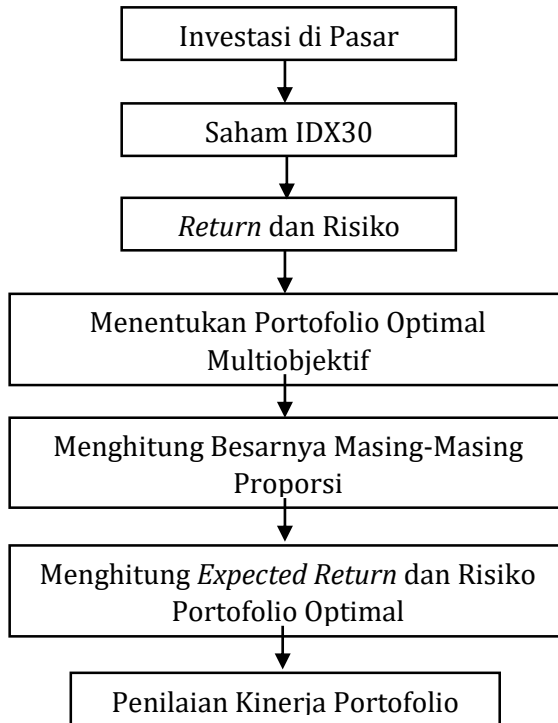 Investasi di Pasar
Saham IDX30
Return dan Risiko
Menentukan Portofolio Optimal
Multiobjektif
Menghitung Besarnya Masing-Masing
Proporsi
Menghitung Expected Return dan Risiko
Portofolio Optimal
Penilaian Kinerja Portofolio